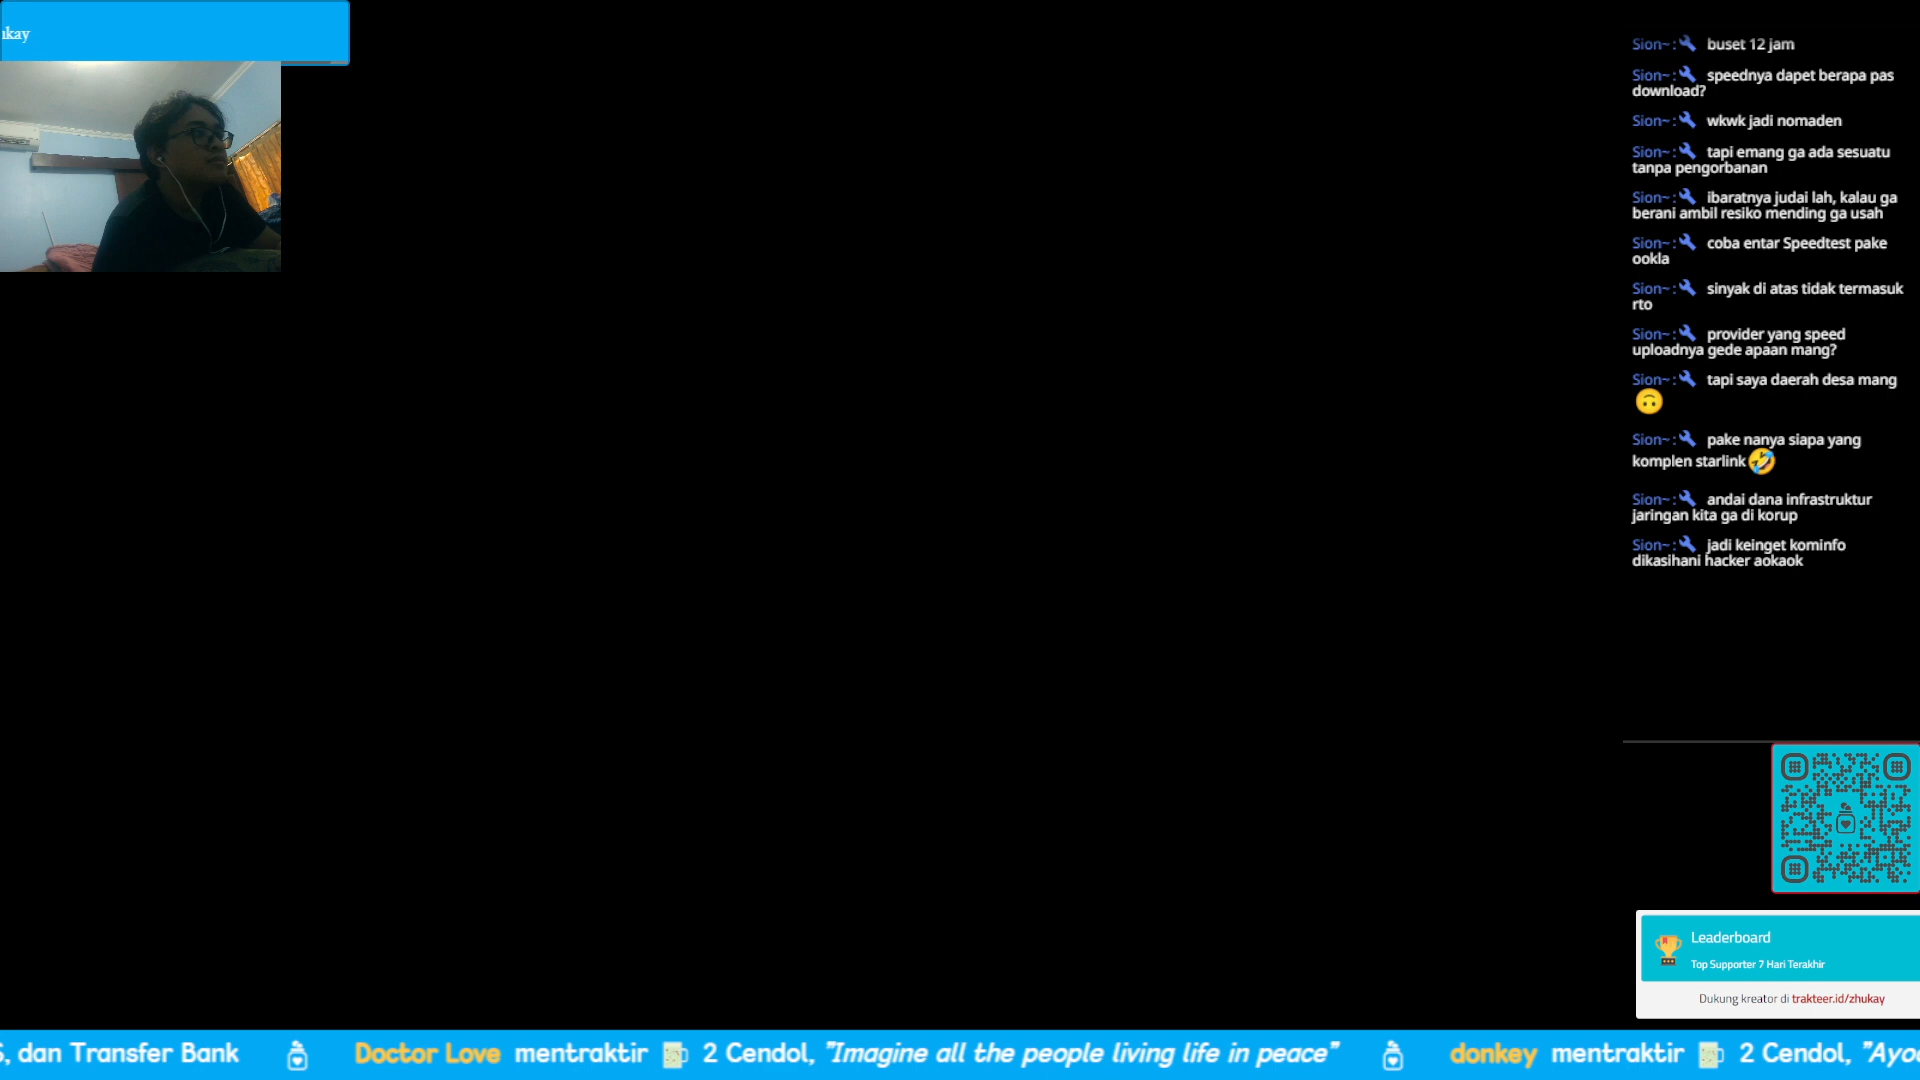 ukay
Sion~: buset 12 jam
Sion~: speednya dapet berapa pas
download?
Sion~: wkwk jadi nomaden
Sion~: tapi emang ga ada sesuatu
tanpa pengorbanan
Sion~: ibaratnya judai lah, kalau ga
berani ambil resiko mending ga usah
Sion~: coba entar Speedtest pake
ookla
Sion~: sinyak di atas tidak termasuk
rto
Sion~: provider yang speed
uploadnya gede apaan mang?
Sion~: tapi saya daerah desa mang
🙃
Sion~: pake nanya siapa yang
komplen starlink🤣
Sion~: andai dana infrastruktur
jaringan kita ga di korup
Sion~: jadi keinget kominfo
dikasihani hacker aokaok
Leaderboard
Top Supporter 7 Hari Terakhir
Dukung kreator di trakteer.id/zhukay
S, dan Transfer Bank Doctor Love mentraktir 2 Cendol, "Imagine all the people living life in peace" donkey mentraktir 2 Cendol, "Ayo